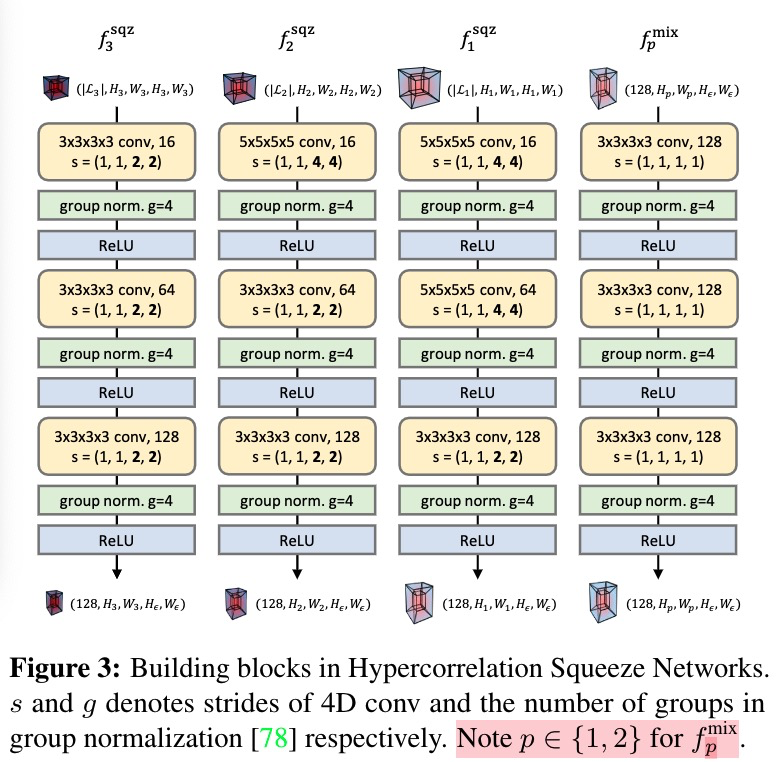 f_3^sqz f_2^sqz f_1^sqz f_p^mix
(|ℒ_3|, H_3, W_3, H_3, W_3) (|ℒ_2|, H_2, W_2, H_2, W_2) (|ℒ_1|, H_1, W_1, H_1, W_1) (128, H_p, W_p, H_ϵ, W_ϵ)
3x3x3x3 conv, 16 5x5x5x5 conv, 16 5x5x5x5 conv, 16 3x3x3x3 conv, 128
s = (1, 1, 2, 2) s = (1, 1, 4, 4) s = (1, 1, 4, 4) s = (1, 1, 1, 1)
group norm. g=4 group norm. g=4 group norm. g=4 group norm. g=4
ReLU ReLU ReLU ReLU
3x3x3x3 conv, 64 3x3x3x3 conv, 64 5x5x5x5 conv, 64 3x3x3x3 conv, 128
s = (1, 1, 2, 2) s = (1, 1, 2, 2) s = (1, 1, 4, 4) s = (1, 1, 1, 1)
group norm. g=4 group norm. g=4 group norm. g=4 group norm. g=4
ReLU ReLU ReLU ReLU
3x3x3x3 conv, 128 3x3x3x3 conv, 128 3x3x3x3 conv, 128 3x3x3x3 conv, 128
s = (1, 1, 2, 2) s = (1, 1, 2, 2) s = (1, 1, 2, 2) s = (1, 1, 1, 1)
group norm. g=4 group norm. g=4 group norm. g=4 group norm. g=4
ReLU ReLU ReLU ReLU
(128, H_3, W_3, H_ϵ, W_ϵ) (128, H_2, W_2, H_ϵ, W_ϵ) (128, H_1, W_1, H_ϵ, W_ϵ) (128, H_p, W_p, H_ϵ, W_ϵ)
Figure 3: Building blocks in Hypercorrelation Squeeze Networks.
s and g denotes strides of 4D conv and the number of groups in
group normalization [78] respectively. Note p ∈ {1, 2} for f_p^mix.